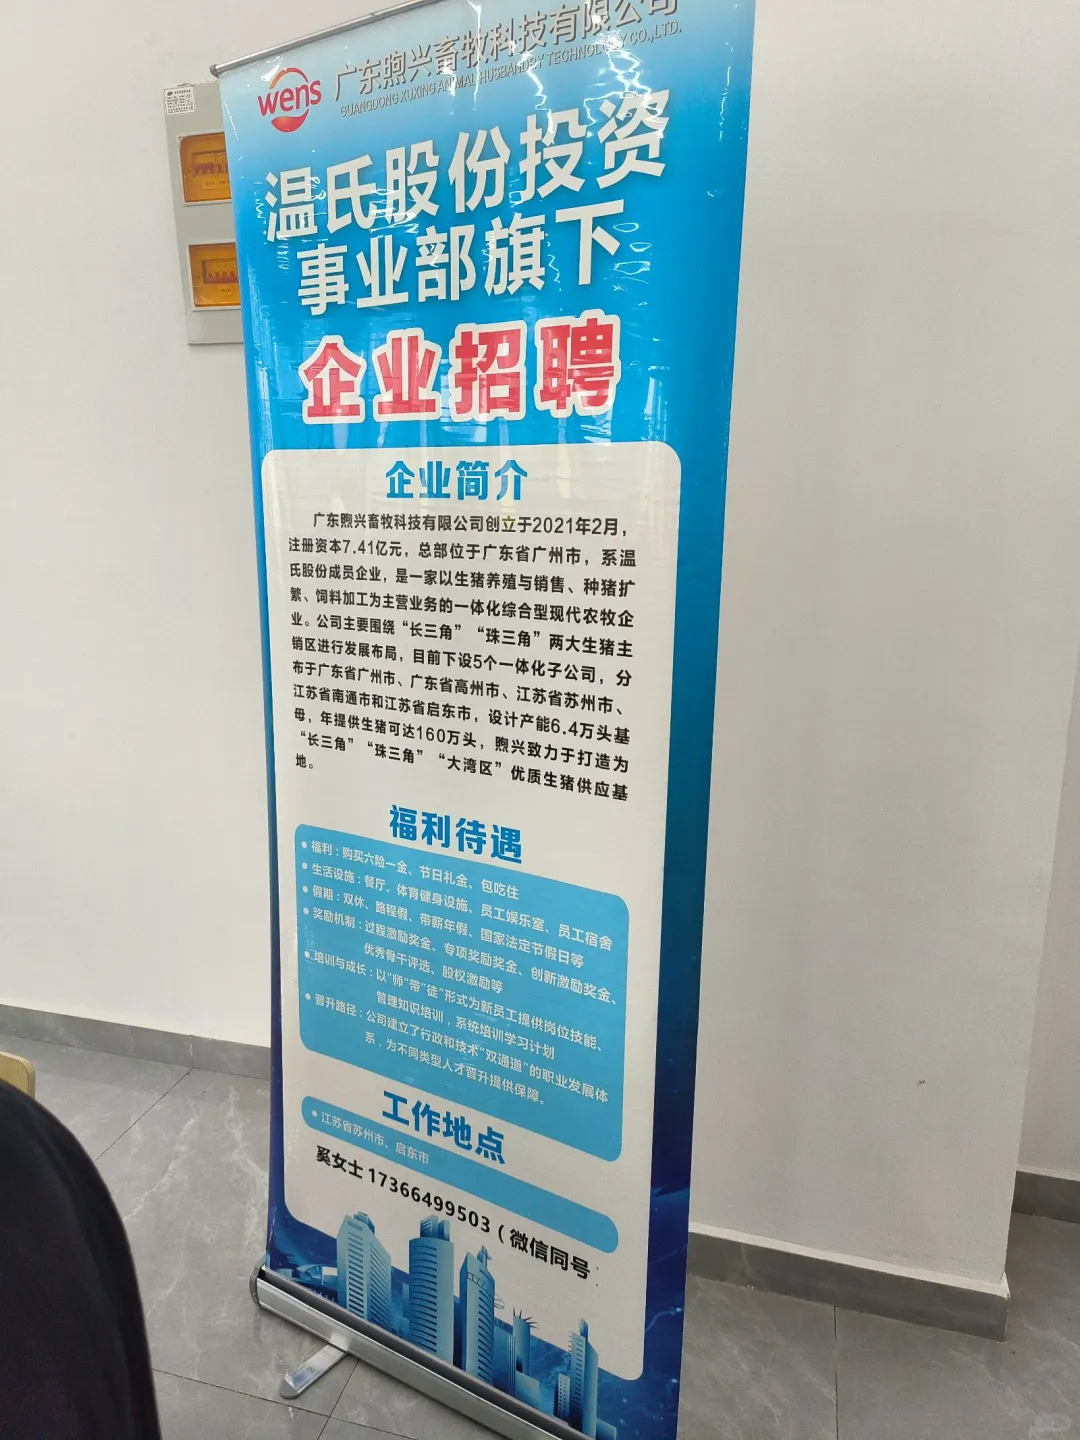 wens
广东煦兴畜牧科技有限公司
GUANGDONG XUXING ANIMAL HUSBANDRY TECHNOLOGY CO.,LTD.
温氏股份投资
事业部旗下
企业招聘
企业简介
广东煦兴畜牧科技有限公司创立于2021年2月，
注册资本7.41亿元，总部位于广东省广州市，系温
氏股份成员企业，是一家以生猪养殖与销售、种猪扩
繁、饲料加工为主营业务的一体化综合型现代农牧企
业。公司主要围绕“长三角”“珠三角”两大生猪主
销区进行发展布局，目前下设5个一体化子公司，分
布于广东省广州市、广东省高州市、江苏省苏州市、
江苏省南通市和江苏省启东市，设计产能6.4万头基
母，年提供生猪可达160万头，煦兴致力于打造为
“长三角”“珠三角”“大湾区”优质生猪供应基
地。
福利待遇
• 福利：购买六险一金、节日礼金、包吃住
• 生活设施：餐厅、体育健身设施、员工娱乐室、员工宿舍
• 假期：双休、路程假、带薪年假、国家法定节假日等
• 奖励机制：过程激励奖金、专项奖励奖金、创新激励奖金、
优秀骨干评选、股权激励等
• 培训与成长：以“师”带“徒”形式为新员工提供岗位技能、
管理知识培训，系统培训学习计划
• 晋升路径：公司建立了行政和技术“双通道”的职业发展体
系，为不同类型人才晋升提供保障。
工作地点
• 江苏省苏州市、启东市
奚女士 17366499503（微信同号